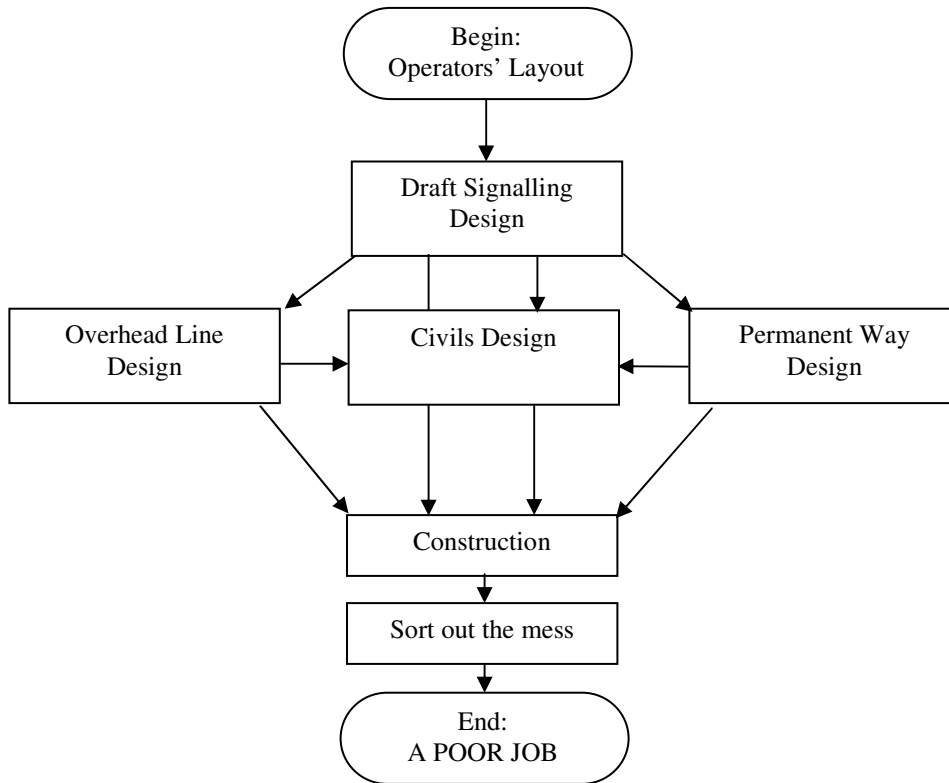 Begin:
Operators’ Layout
Draft Signalling
Design
Overhead Line
Design
Civils Design
Permanent Way
Design
Construction
Sort out the mess
End:
A POOR JOB